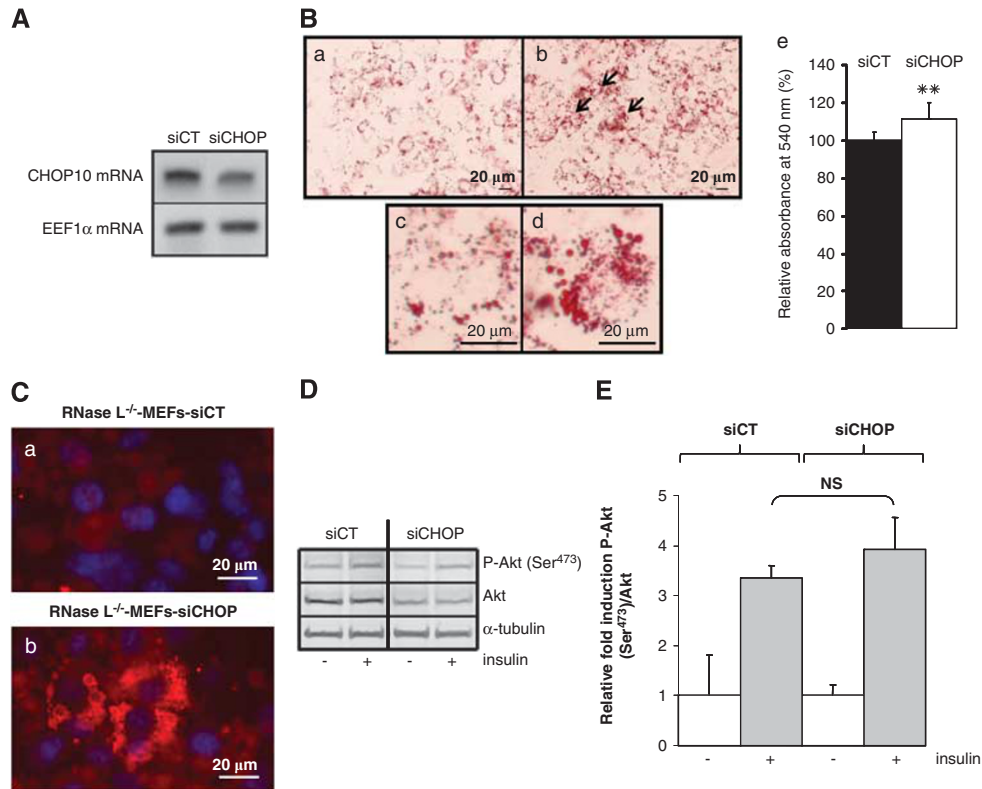 A
siCT siCHOP
CHOP10 mRNA
EEF1α mRNA
B
a
b
20 μm
20 μm
c
d
20 μm
20 μm
e
siCT siCHOP
**
Relative absorbance at 540 nm (%)
140
120
100
80
60
40
20
0
C
RNase L-/--MEFs-siCT
a
20 μm
RNase L-/--MEFs-siCHOP
b
20 μm
D
siCT siCHOP
P-Akt (Ser473)
Akt
α-tubulin
- + - + insulin
E
siCT siCHOP
NS
Relative fold induction P-Akt
(Ser473)/Akt
5
4
3
2
1
0
- + - + insulin